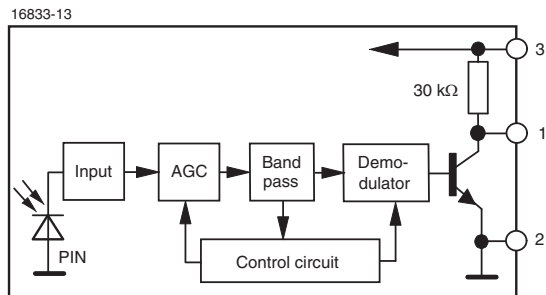 16833-13
3
30 kΩ
1
Input
AGC
Band
pass
Demo-
dulator
2
PIN
Control circuit